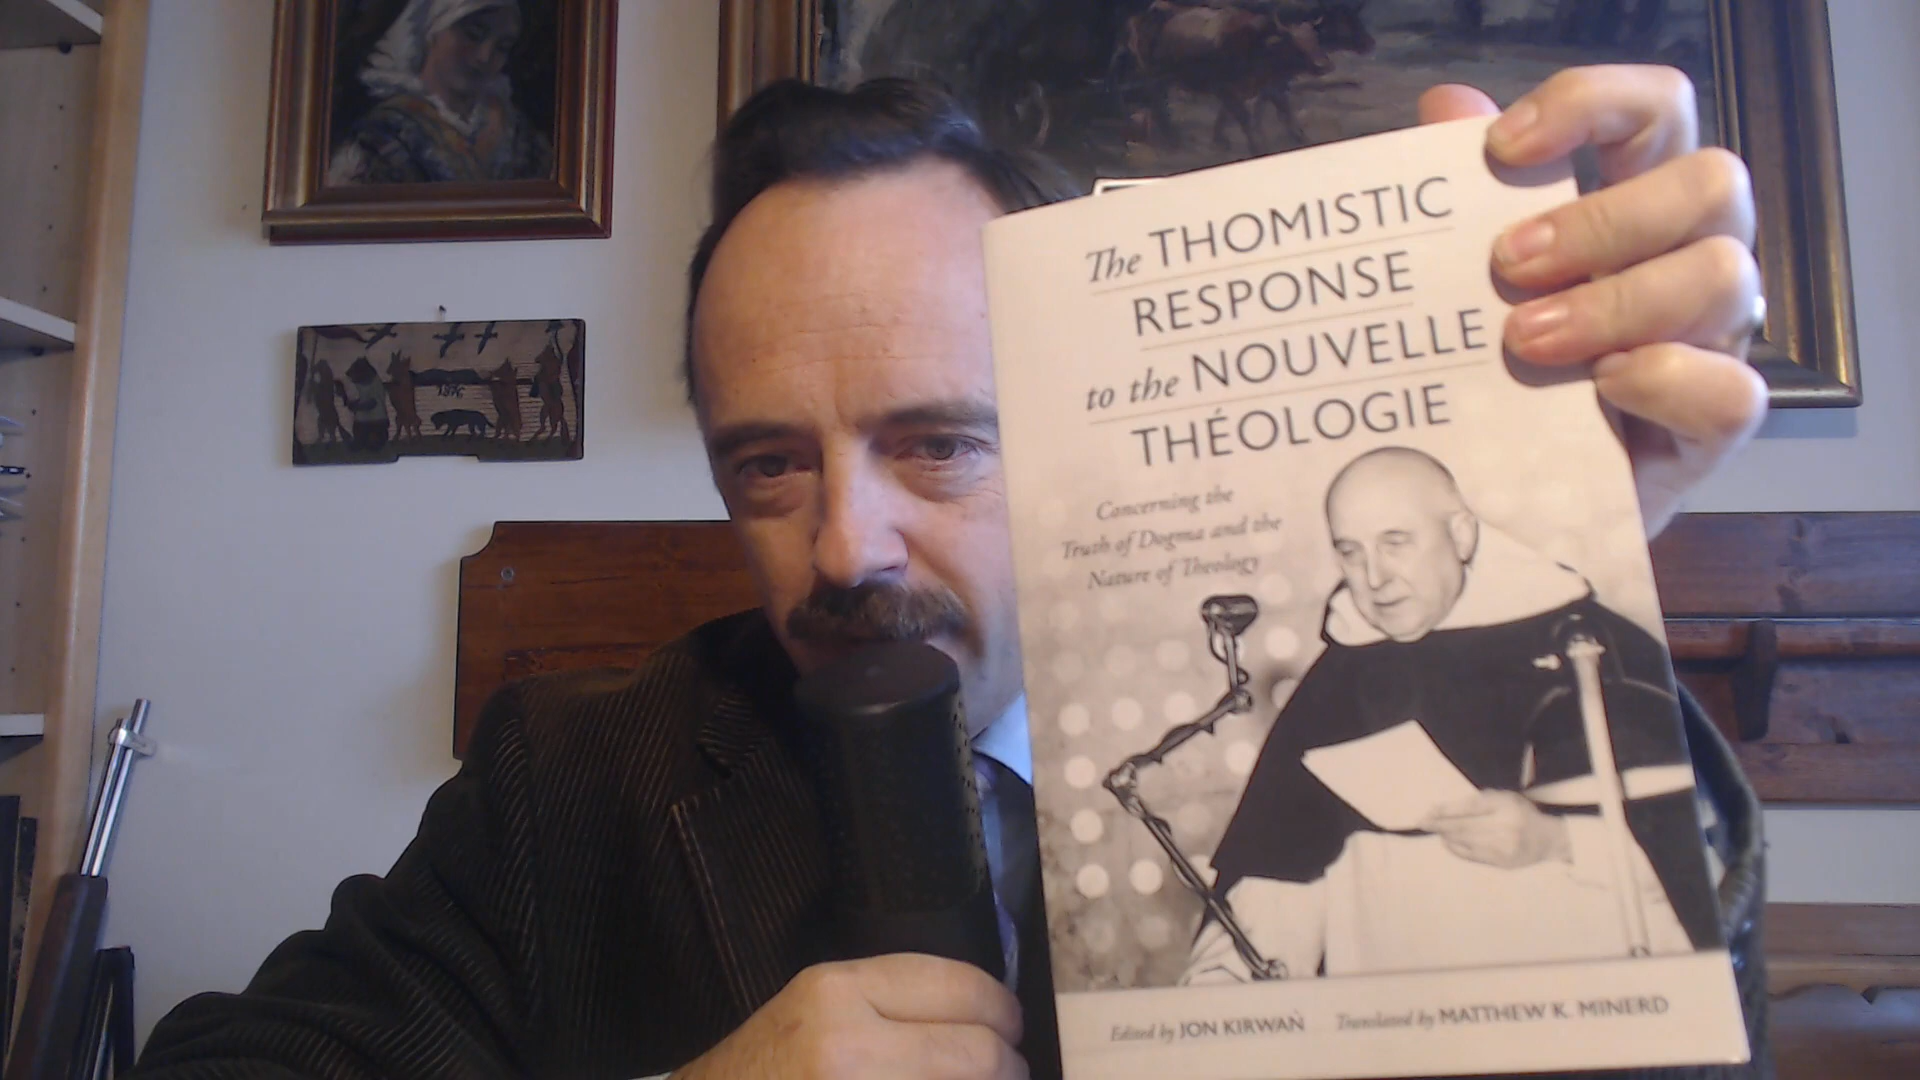 The THOMISTIC
RESPONSE
to the NOUVELLE
THÉOLOGIE
Concerning the
Truth of Dogma and the
Nature of Theology
Edited by JON KIRWAN Translated by MATTHEW K. MINERD